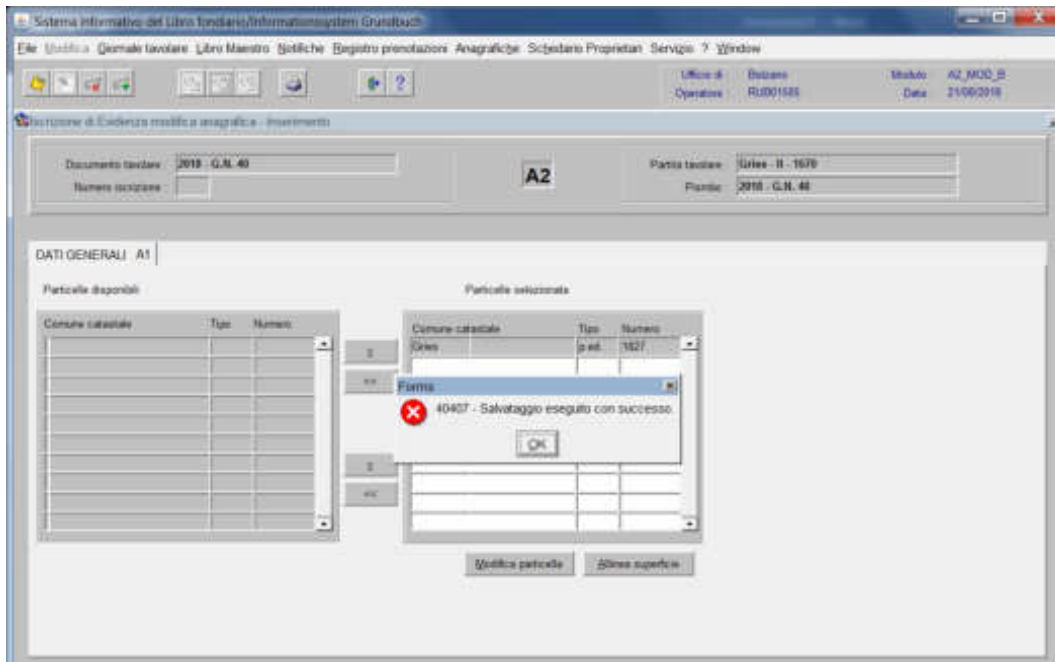 Sistema informativo del Libro fondiario/Informationssystem Grundbuch
File Modifica Giornale tavolare Libro Maestro Notifiche Registro prenotazioni Anagrafiche Schedario Proprietari Servizio ? Window
Ufficio di Bolzano Modulo A2_MOD_B
Operatore Data 21/08/2018
Iscrizione di Evidenza modifica anagrafica - Inserimento
Documento tavolare 2018 - G.N. 40 A2 Partita tavolare Gries - II - 1670
Numero iscrizione Piombo 2018 - G.N. 40
DATI GENERALI A1
Particelle disponibili Particelle selezionate
Comune catastale Tipo Numero Comune catastale Tipo Numero
Gries p.ed. 1827
>>
Forms
40407 - Salvataggio eseguito con successo.
OK
<<
Modifica particella Allinea superficie